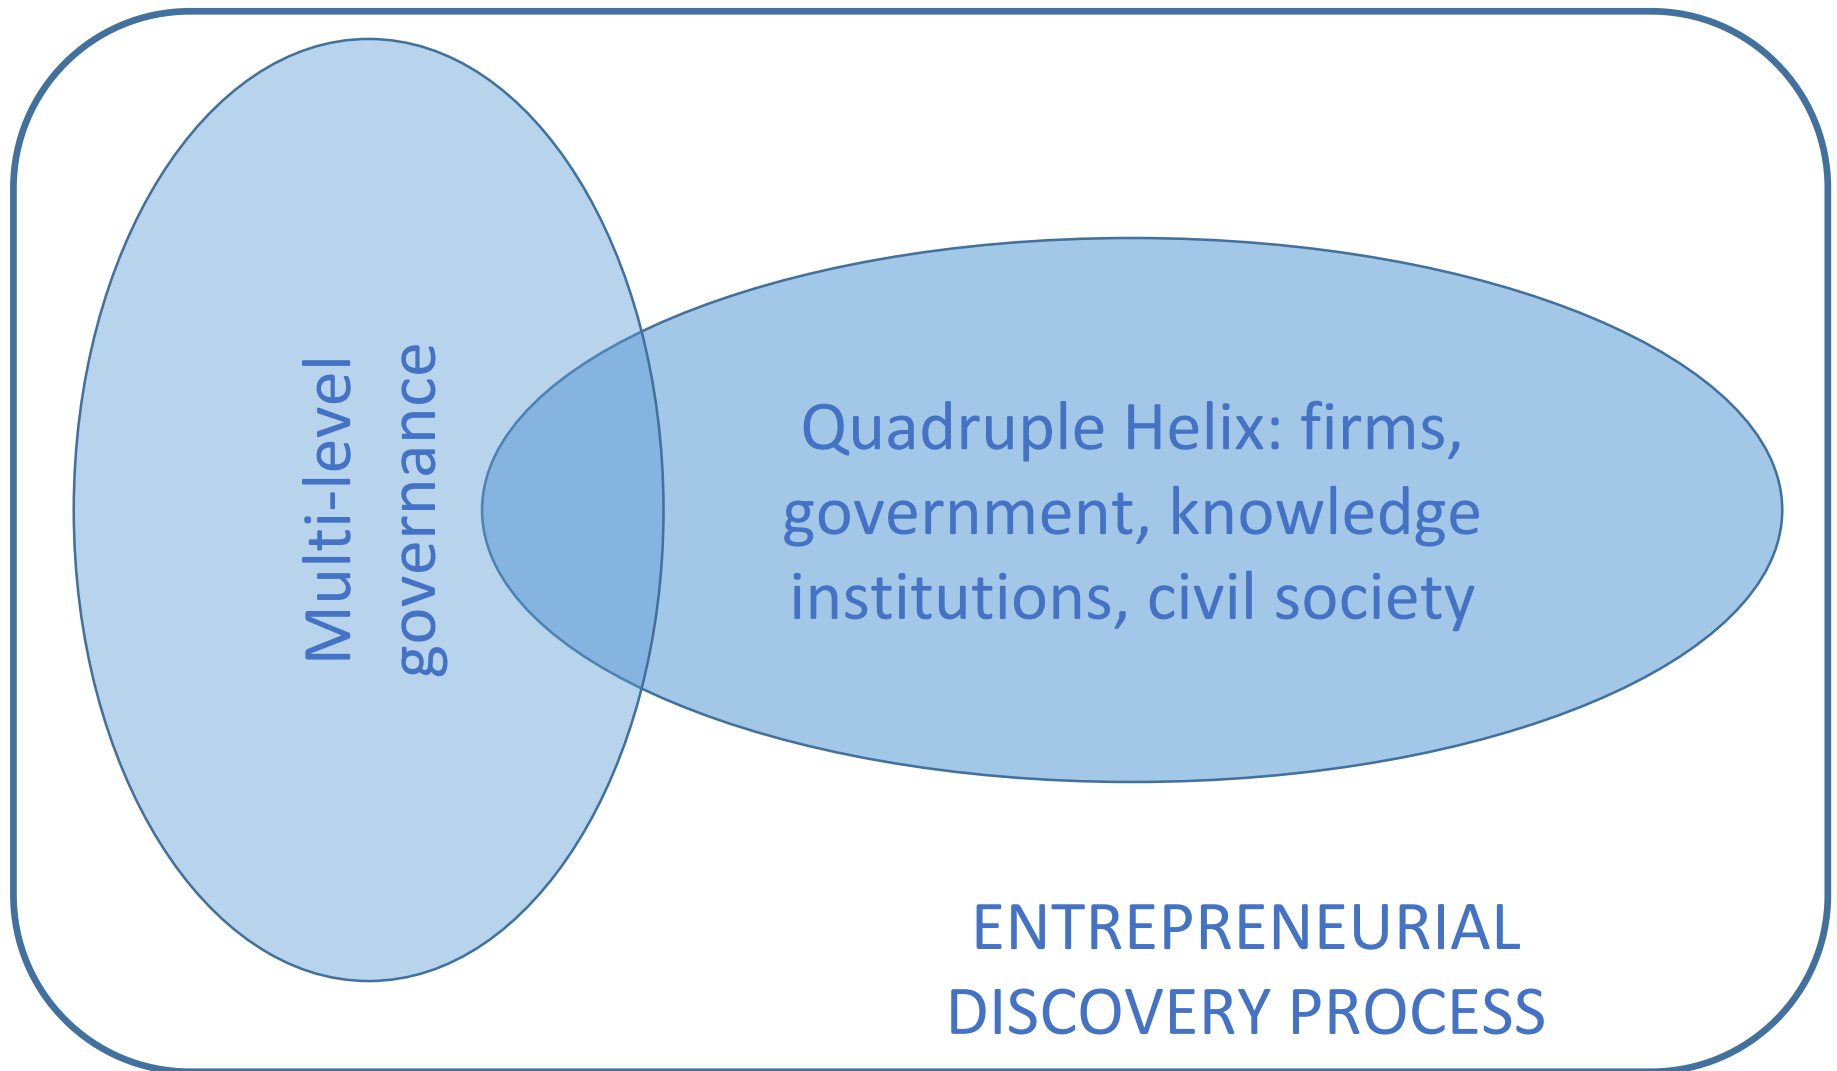 Multi-level
governance
Quadruple Helix: firms,
government, knowledge
institutions, civil society
ENTREPRENEURIAL
DISCOVERY PROCESS